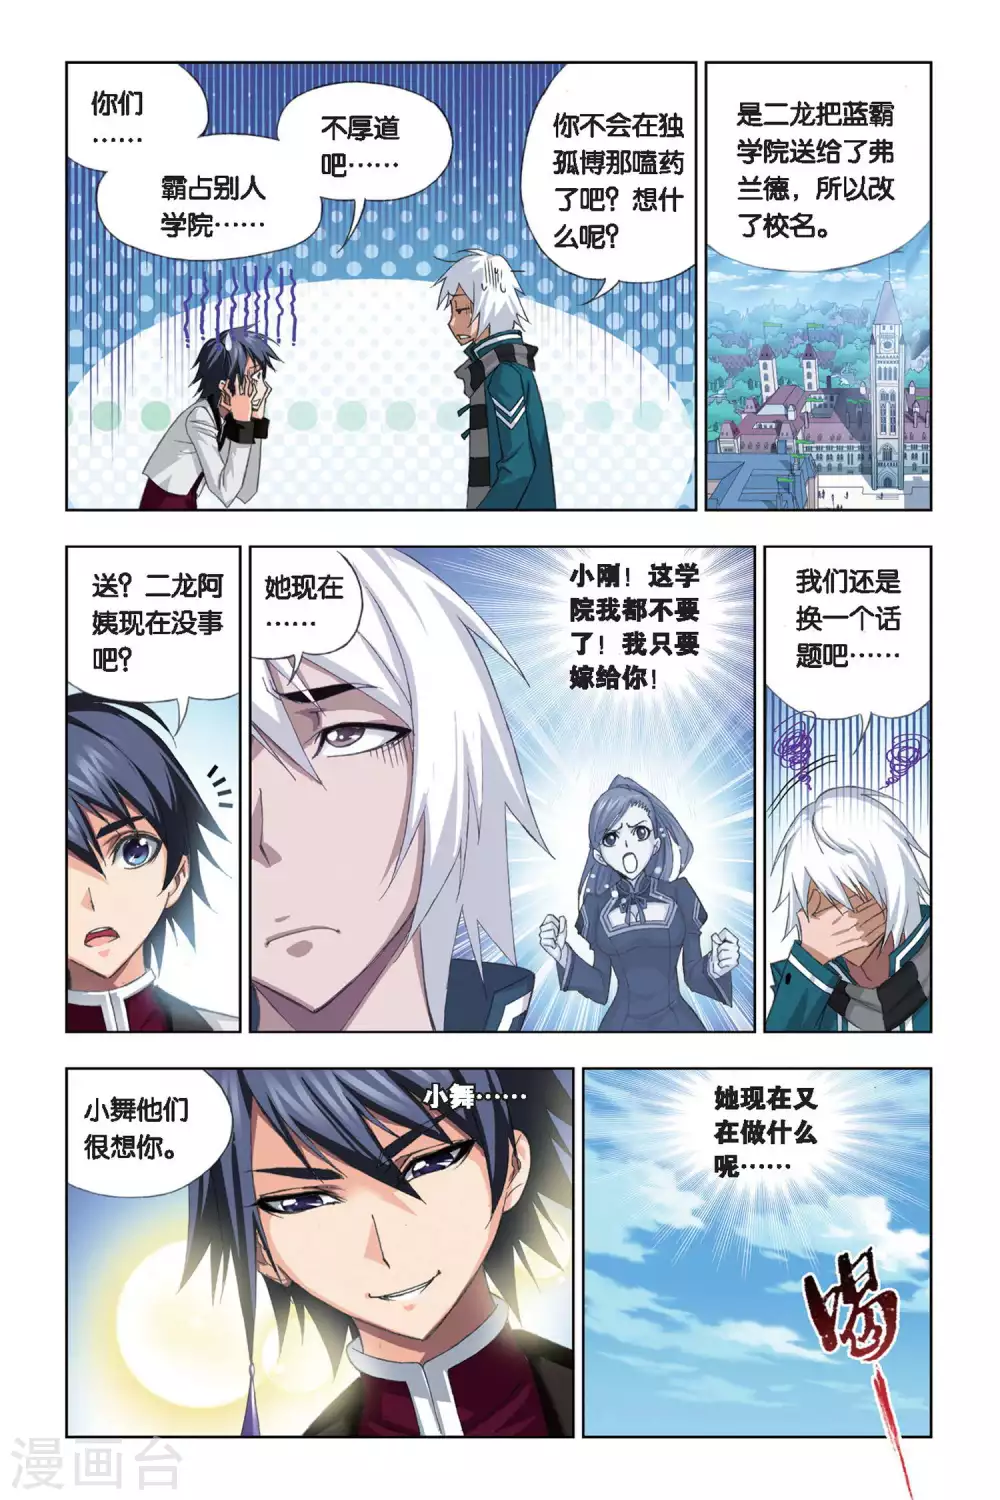 你们
……
霸占别人
学院……
不厚道
吧……
你不会在独
孤博那嗑药
了吧？想什
么呢？
是二龙把蓝霸
学院送给了弗
兰德，所以改
了校名。
送？二龙阿
姨现在没事
吧？
她现在
……
小刚！这学
院我都不要
了！我只要
嫁给你！
我们还是
换一个话
题吧……
小舞他们
很想你。
小舞……
她现在又
在做什么
呢……
喝
漫画台